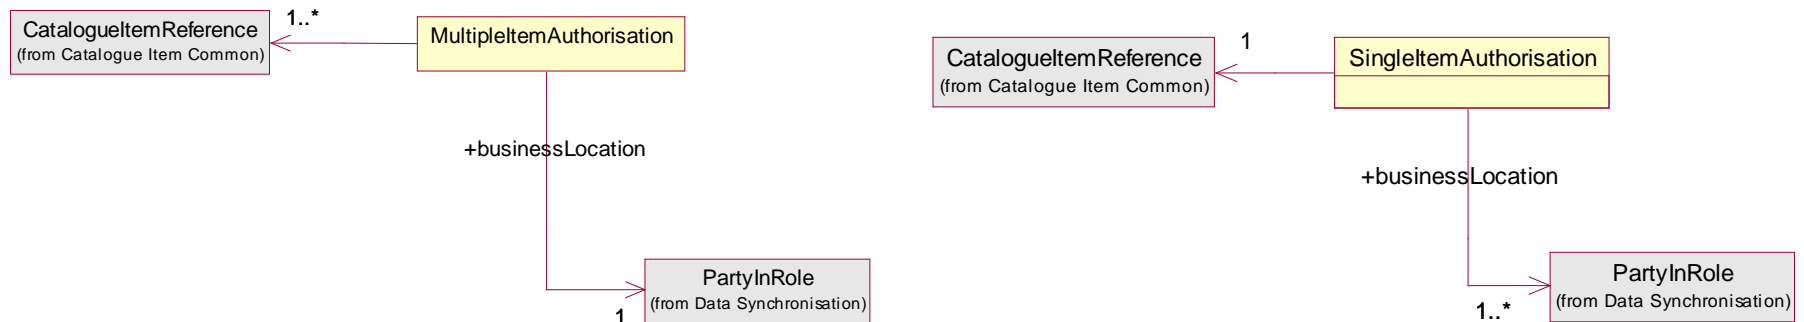 1..*
CatalogueItemReference
(from Catalogue Item Common)
MultipleItemAuthorisation
+businessLocation
PartyInRole
(from Data Synchronisation)
1
1
CatalogueItemReference
(from Catalogue Item Common)
SingleItemAuthorisation
+businessLocation
PartyInRole
(from Data Synchronisation)
1..*